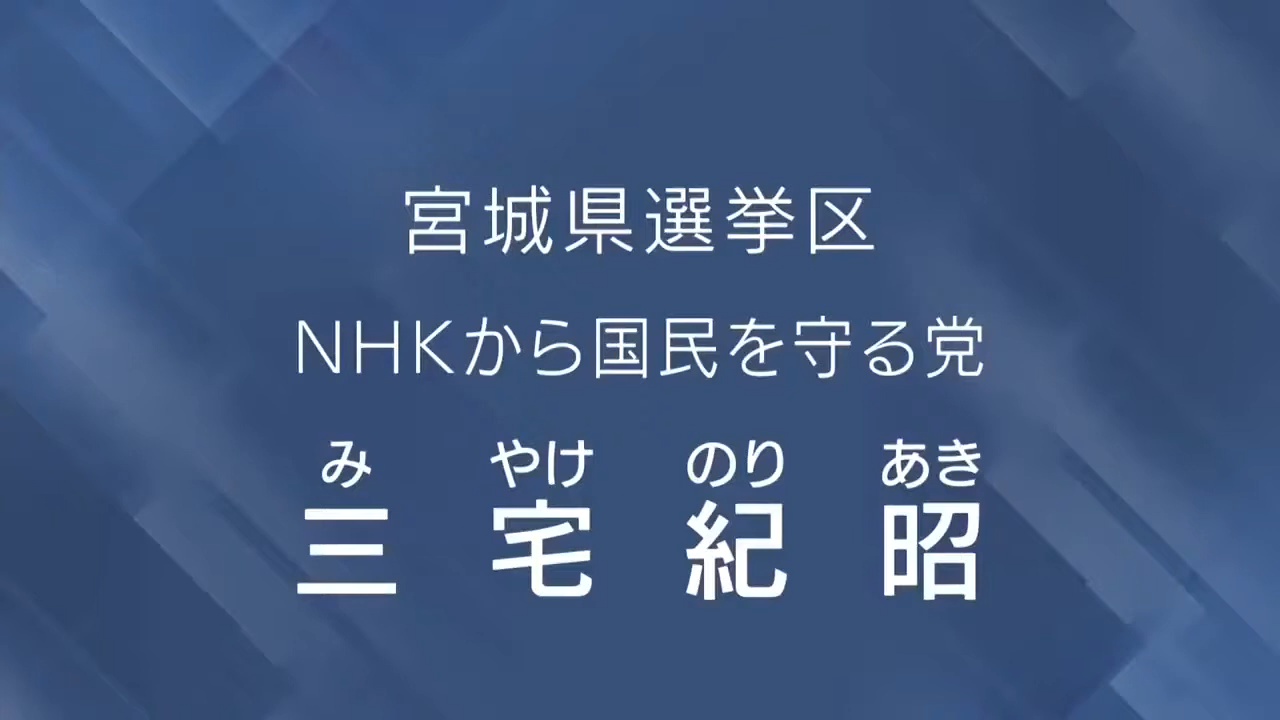 宮城県選挙区
NHKから国民を守る党
み やけ のり あき
三 宅 紀 昭